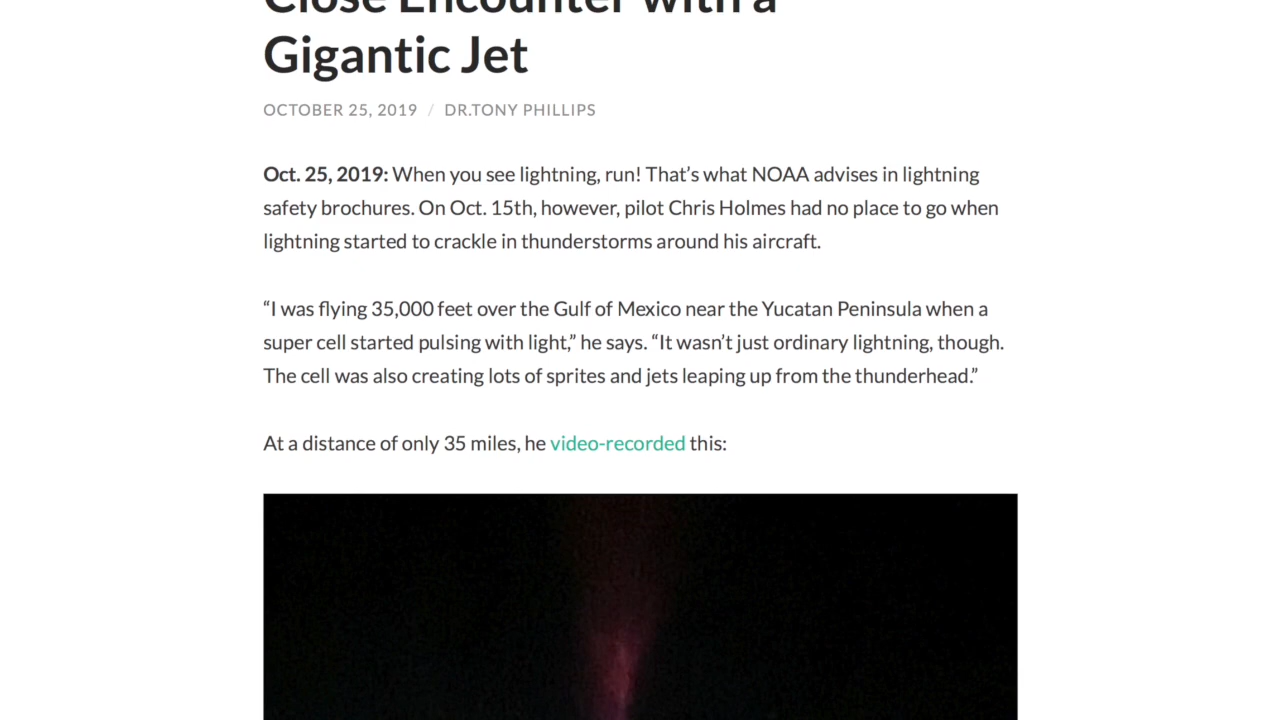 Close Encounter with a
Gigantic Jet
OCTOBER 25, 2019 / DR.TONY PHILLIPS
Oct. 25, 2019: When you see lightning, run! That’s what NOAA advises in lightning
safety brochures. On Oct. 15th, however, pilot Chris Holmes had no place to go when
lightning started to crackle in thunderstorms around his aircraft.
“I was flying 35,000 feet over the Gulf of Mexico near the Yucatan Peninsula when a
super cell started pulsing with light,” he says. “It wasn’t just ordinary lightning, though.
The cell was also creating lots of sprites and jets leaping up from the thunderhead.”
At a distance of only 35 miles, he video-recorded this: